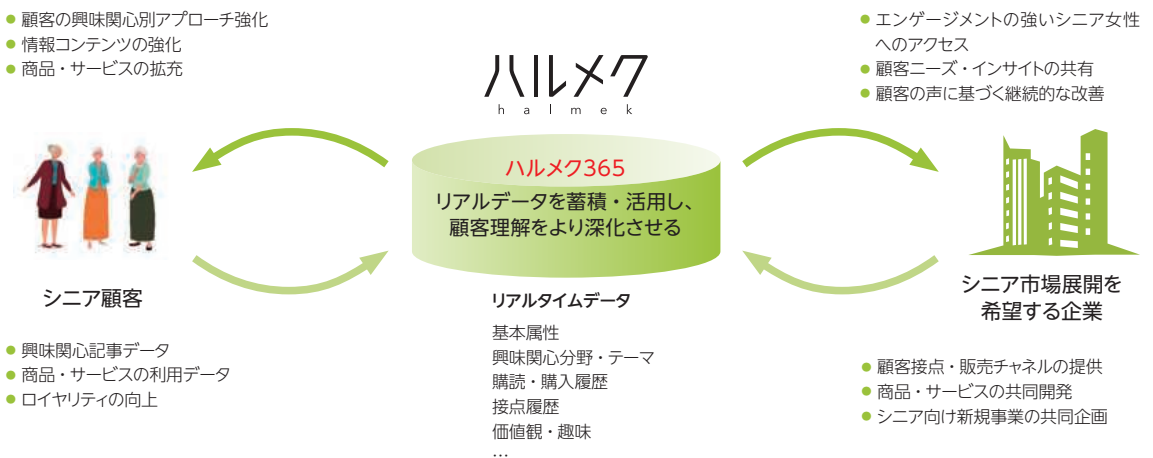 顧客の興味関心別アプローチ強化
情報コンテンツの強化
商品・サービスの拡充
ハルメク
halmek
エンゲージメントの強いシニア女性
へのアクセス
顧客ニーズ・インサイトの共有
顧客の声に基づく継続的な改善
ハルメク365
リアルデータを蓄積・活用し、
顧客理解をより深化させる
シニア顧客
リアルタイムデータ
基本属性
興味関心分野・テーマ
購読・購入履歴
接点履歴
価値観・趣味
…
シニア市場展開を
希望する企業
興味関心記事データ
商品・サービスの利用データ
ロイヤリティの向上
顧客接点・販売チャネルの提供
商品・サービスの共同開発
シニア向け新規事業の共同企画